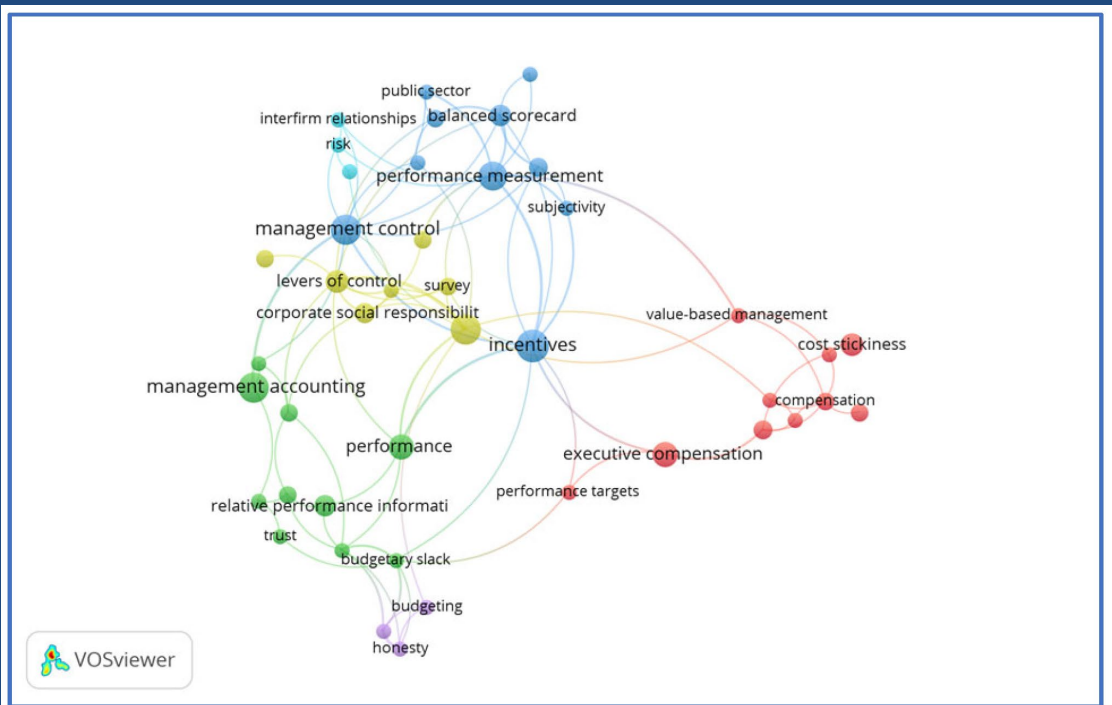 public sector
interfirm relationships
balanced scorecard
risk
performance measurement
subjectivity
management control
levers of control
survey
corporate social responsibilit
value-based management
incentives
cost stickiness
management accounting
compensation
performance
executive compensation
performance targets
relative performance informati
trust
budgetary slack
budgeting
honesty
VOSviewer